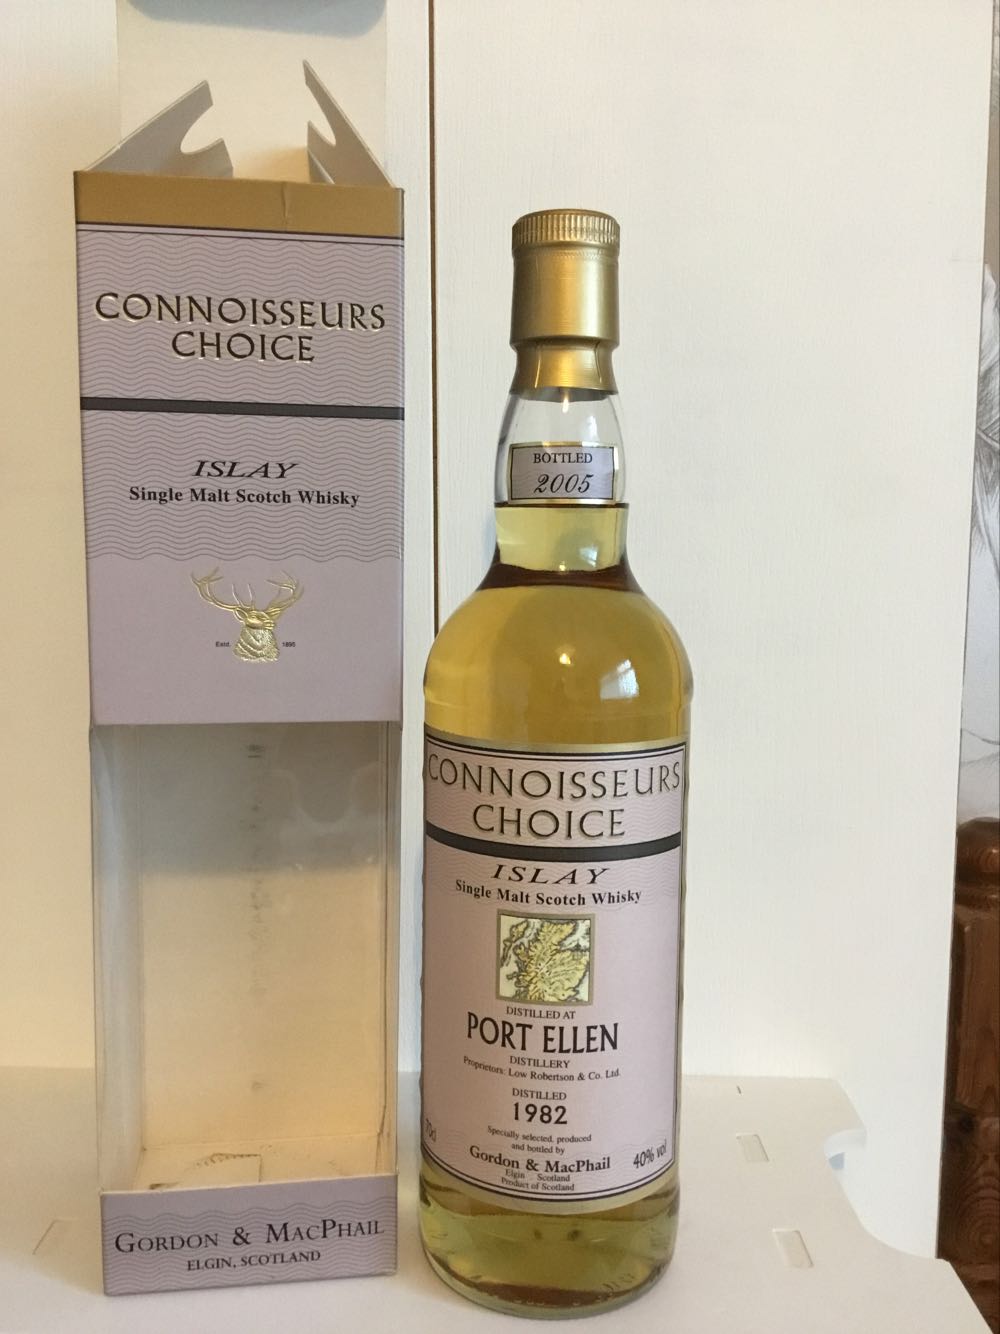 CONNOISSEURS
CHOICE
ISLAY
Single Malt Scotch Whisky
Estd. 1895
GORDON & MACPHAIL
ELGIN, SCOTLAND
BOTTLED
2005
CONNOISSEURS
CHOICE
ISLAY
Single Malt Scotch Whisky
DISTILLED AT
PORT ELLEN
DISTILLERY
Proprietors: Low Robertson & Co. Ltd.
DISTILLED
1982
Specially selected, produced
and bottled by
Gordon & MacPhail
Elgin Scotland
Product of Scotland
70cl
40% vol